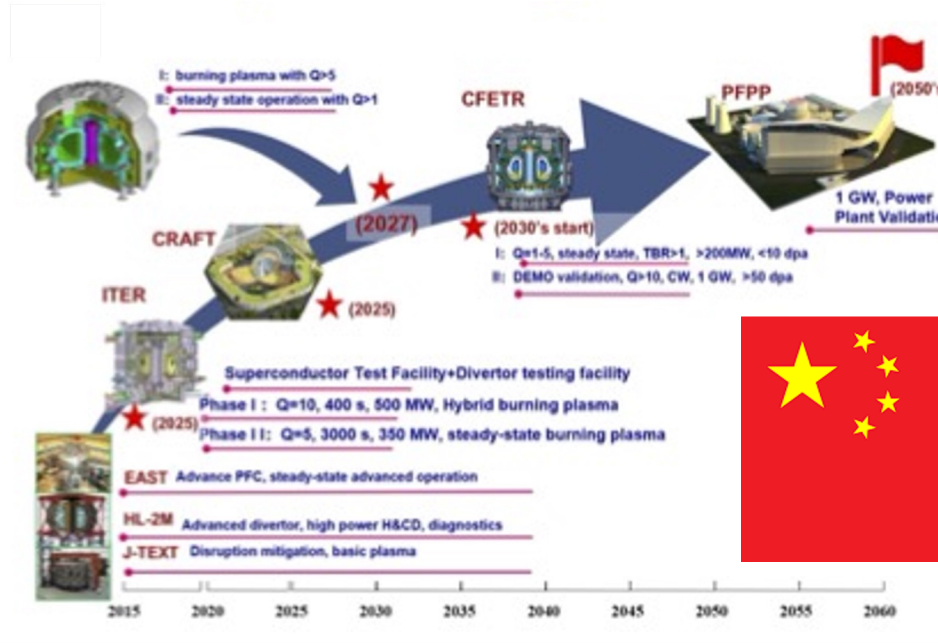 I: burning plasma with Q>5
II: steady state operation with Q>1
CFETR
PFPP
(2050's
(2027)
(2030's start)
1 GW, Power
Plant Validatio
CRAFT
I: Q=1-5, steady state, TBR>1, >200MW, <10 dpa
II: DEMO validation, Q>10, CW, 1 GW, >50 dpa
ITER
(2025)
Superconductor Test Facility+Divertor testing facility
(2025)
Phase I : Q=10, 400 s, 500 MW, Hybrid burning plasma
Phase I I: Q=5, 3000 s, 350 MW, steady-state burning plasma
EAST Advance PFC, steady-state advanced operation
HL-2M Advanced divertor, high power H&CD, diagnostics
J-TEXT Disruption mitigation, basic plasma
2015 2020 2025 2030 2035 2040 2045 2050 2055 2060